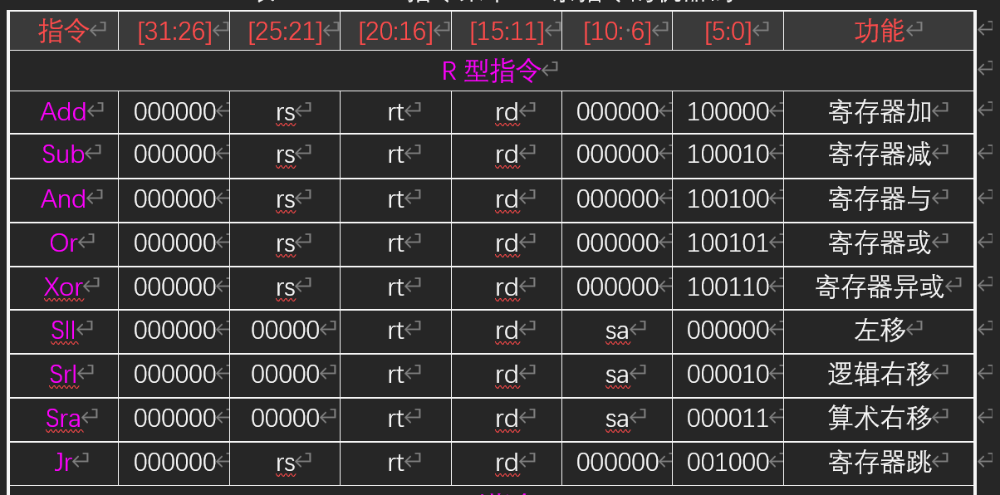 指令 [31:26] [25:21] [20:16] [15:11] [10:·6] [5:0] 功能
R 型指令
Add 000000 rs rt rd 000000 100000 寄存器加
Sub 000000 rs rt rd 000000 100010 寄存器减
And 000000 rs rt rd 000000 100100 寄存器与
Or 000000 rs rt rd 000000 100101 寄存器或
Xor 000000 rs rt rd 000000 100110 寄存器异或
Sll 000000 00000 rt rd sa 000000 左移
Srl 000000 00000 rt rd sa 000010 逻辑右移
Sra 000000 00000 rt rd sa 000011 算术右移
Jr 000000 rs rt rd 000000 001000 寄存器跳